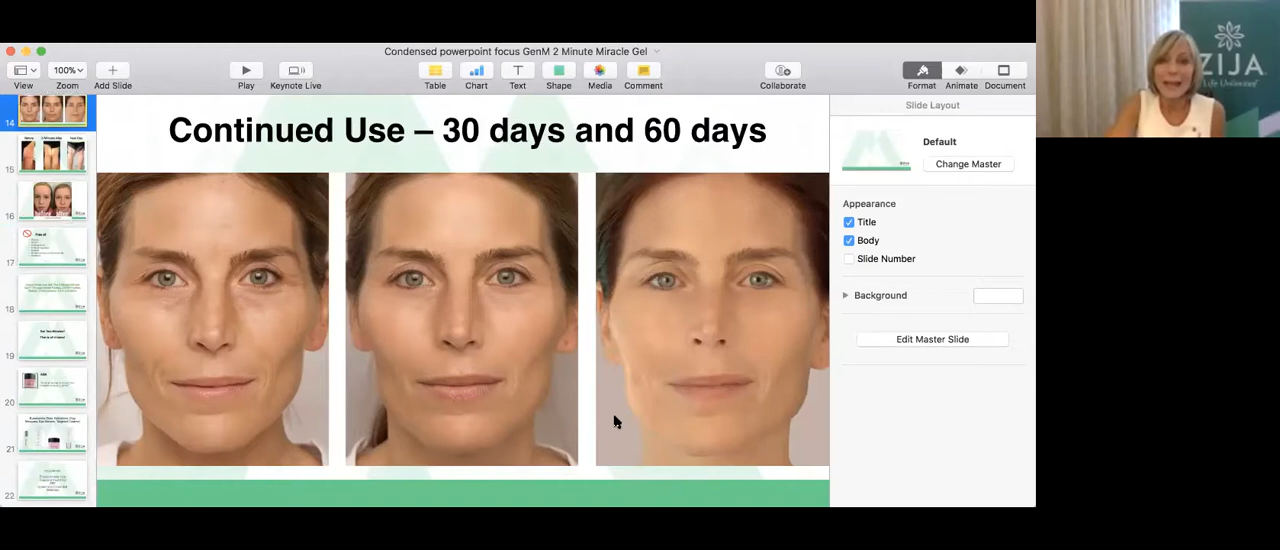 Condensed powerpoint focus GenM 2 Minute Miracle Gel
View
100%
Zoom
Add Slide
Play
Keynote Live
Table
Chart
Text
Shape
Media
Comment
Collaborate
Format
Animate
Document
14
15
16
17
18
19
20
21
22
Continued Use – 30 days and 60 days
Slide Layout
Default
Change Master
Appearance
Title
Body
Slide Number
Background
Edit Master Slide
ZIJA
Life Unlimited